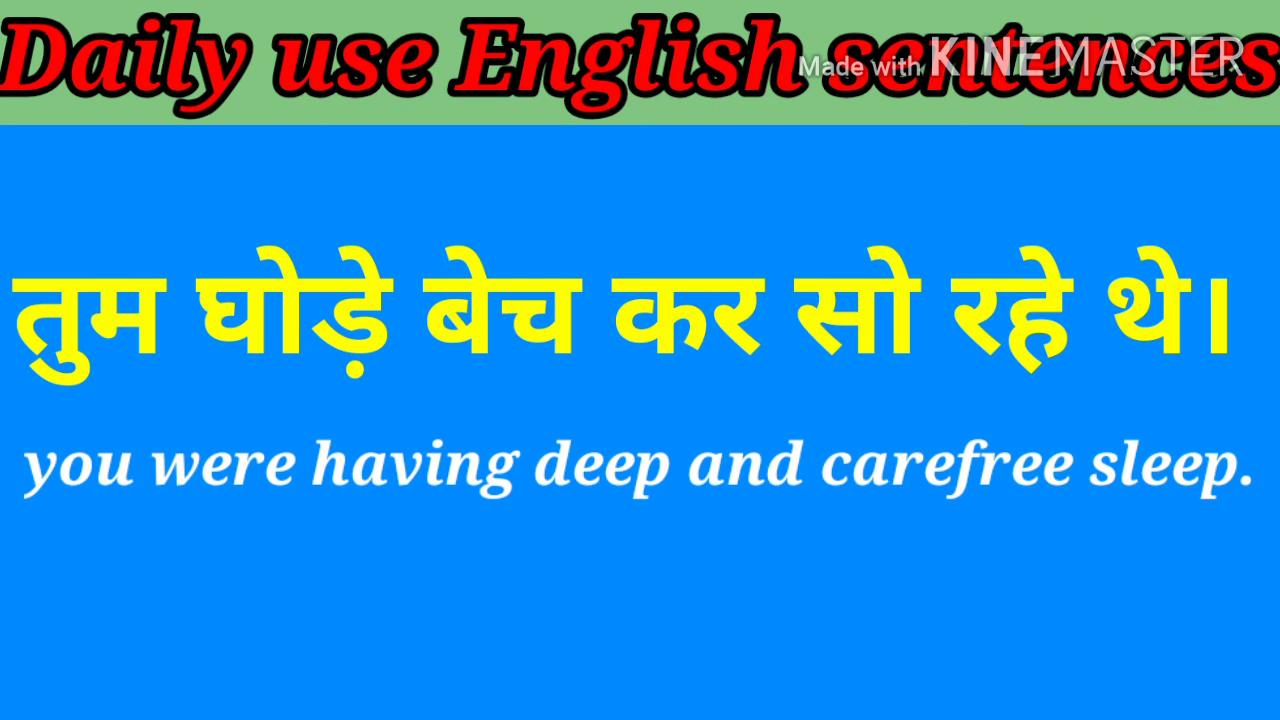 Daily use English sentences
Made with KINEMASTER
तुम घोड़े बेच कर सो रहे थे।
you were having deep and carefree sleep.